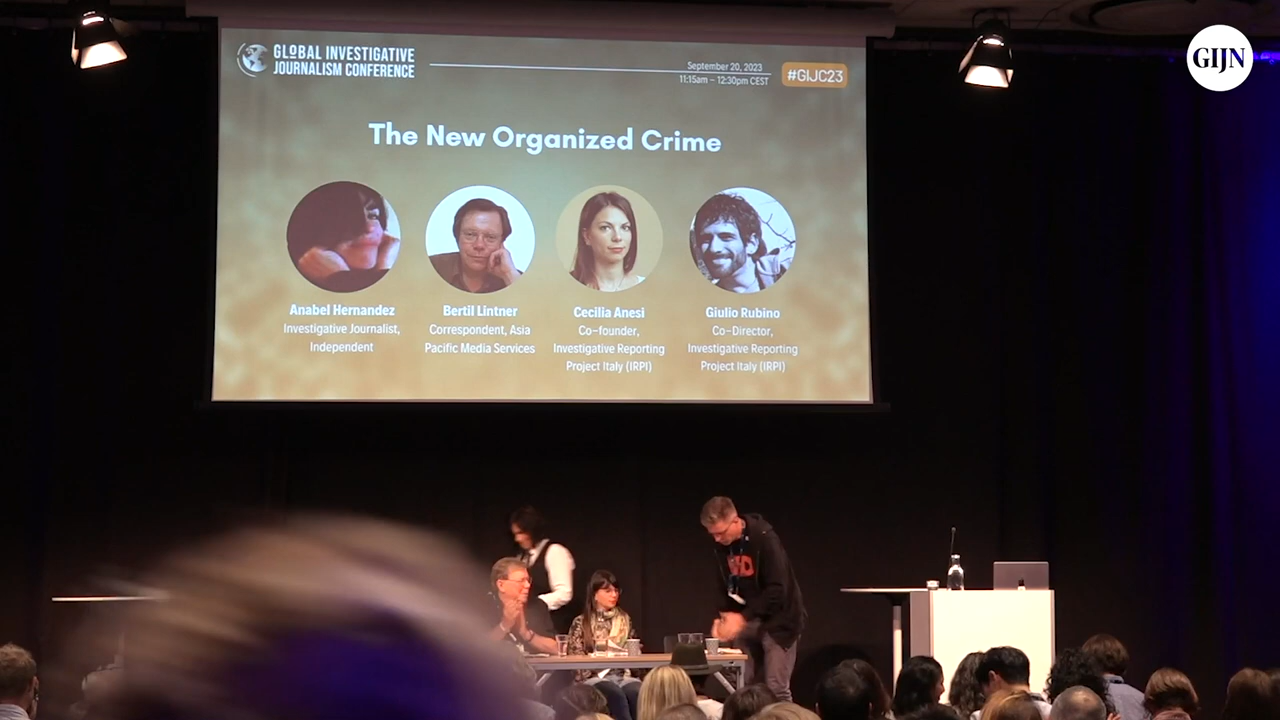 GLOBAL INVESTIGATIVE
JOURNALISM CONFERENCE
September 20, 2023
11:15am – 12:30pm CEST
#GIJC23
GIJN
The New Organized Crime
Anabel Hernandez
Investigative Journalist,
Independent
Bertil Lintner
Correspondent, Asia
Pacific Media Services
Cecilia Anesi
Co-founder,
Investigative Reporting
Project Italy (IRPI)
Giulio Rubino
Co-Director,
Investigative Reporting
Project Italy (IRPI)